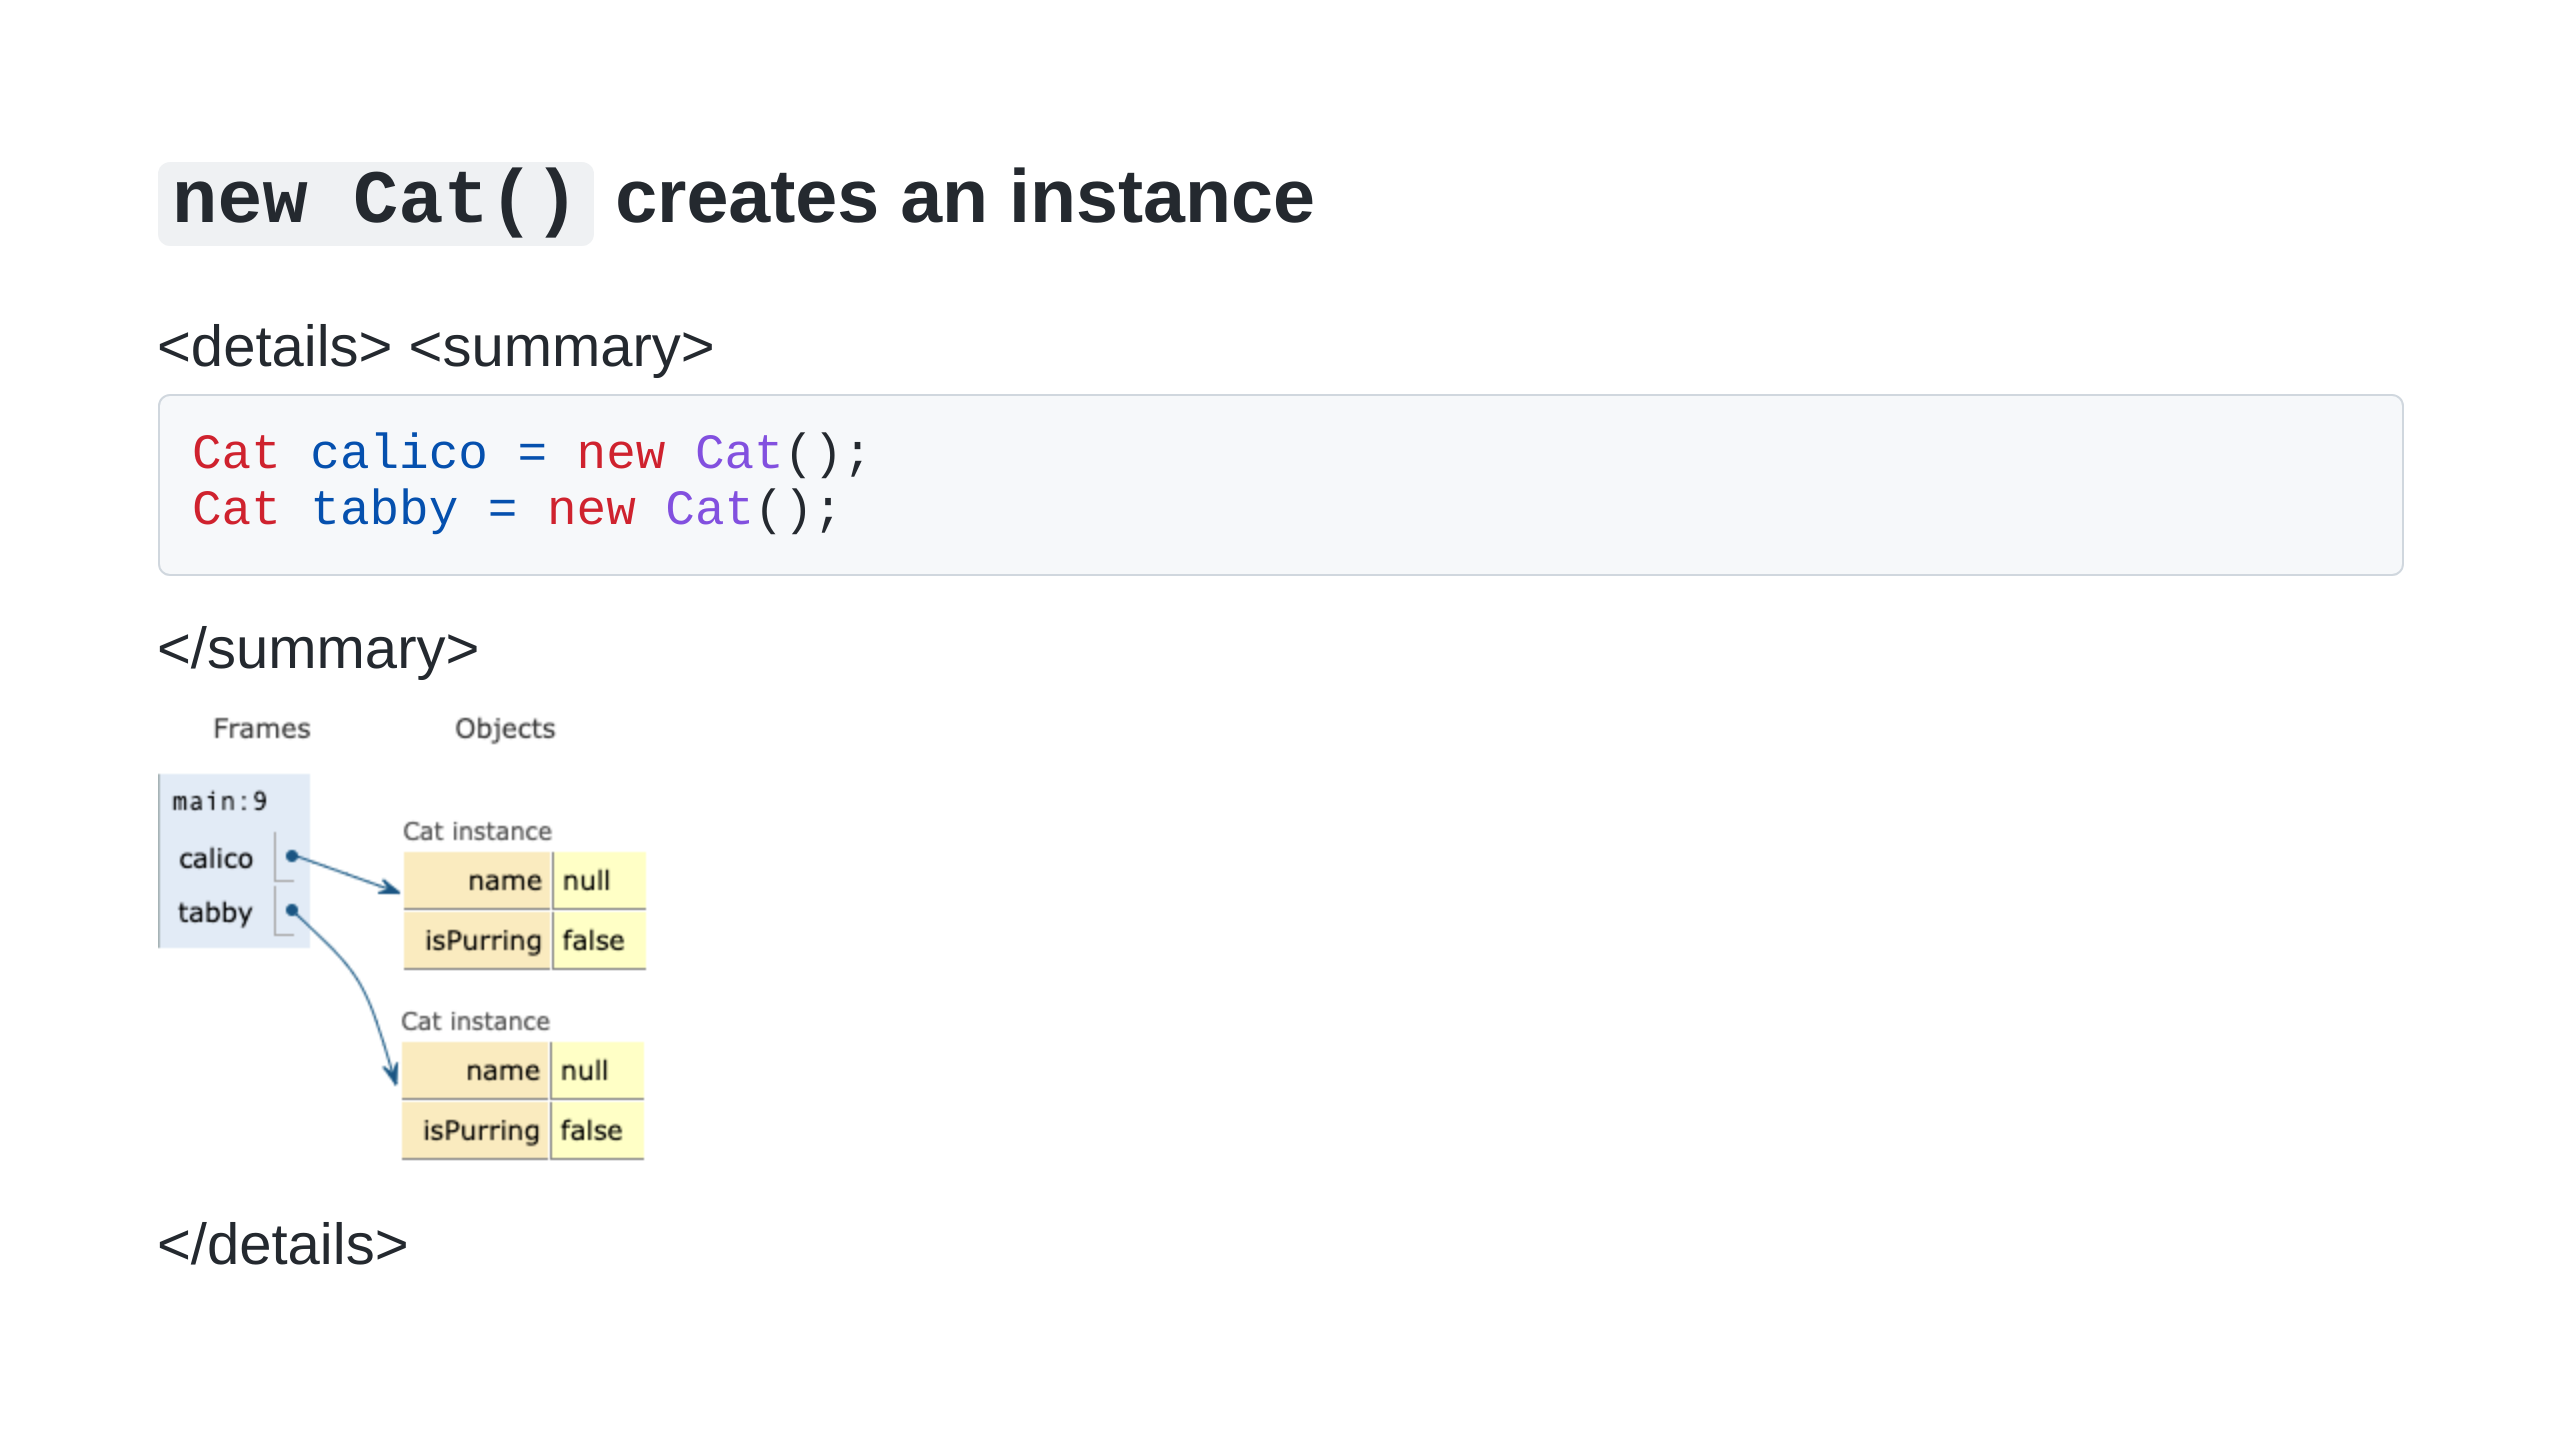 new Cat() creates an instance
<details> <summary>
Cat calico = new Cat();
Cat tabby = new Cat();
</summary>
Frames Objects
main:9
calico
tabby
Cat instance
name null
isPurring false
Cat instance
name null
isPurring false
</details>